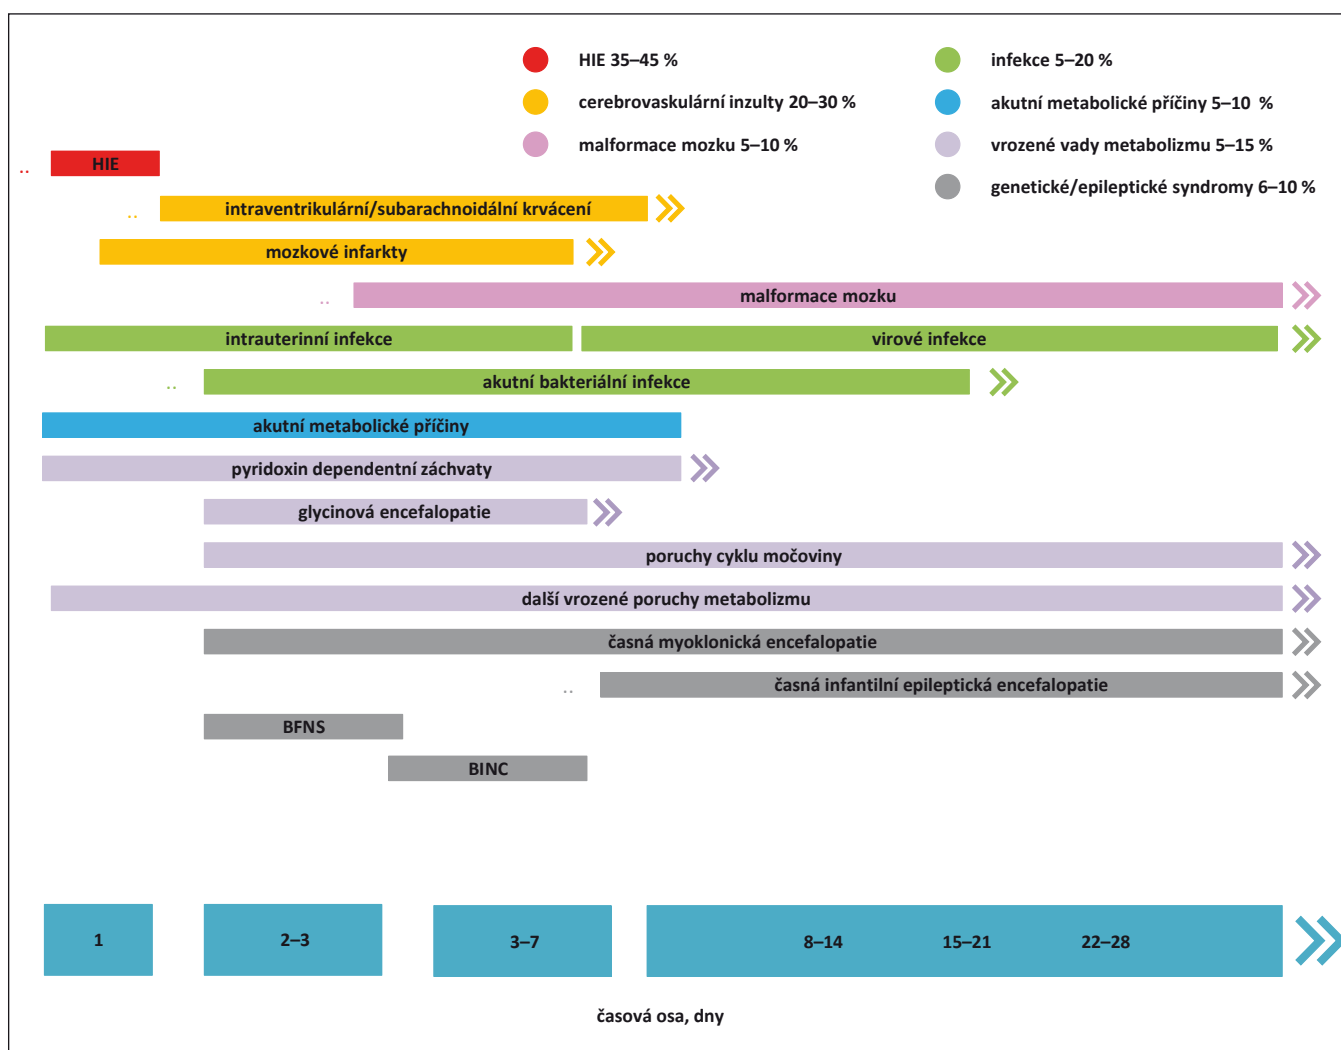 HIE 35–45 %
cerebrovaskulární inzulty 20–30 %
malformace mozku 5–10 %
infekce 5–20 %
akutní metabolické příčiny 5–10 %
vrozené vady metabolizmu 5–15 %
genetické/epileptické syndromy 6–10 %
HIE
intraventrikulární/subarachnoidální krvácení
mozkové infarkty
malformace mozku
intrauterinní infekce
virové infekce
akutní bakteriální infekce
akutní metabolické příčiny
pyridoxin dependentní záchvaty
glycinová encefalopatie
poruchy cyklu močoviny
další vrozené poruchy metabolizmu
časná myoklonická encefalopatie
časná infantilní epileptická encefalopatie
BFNS
BINC
1
2–3
3–7
8–14
15–21
22–28
časová osa, dny